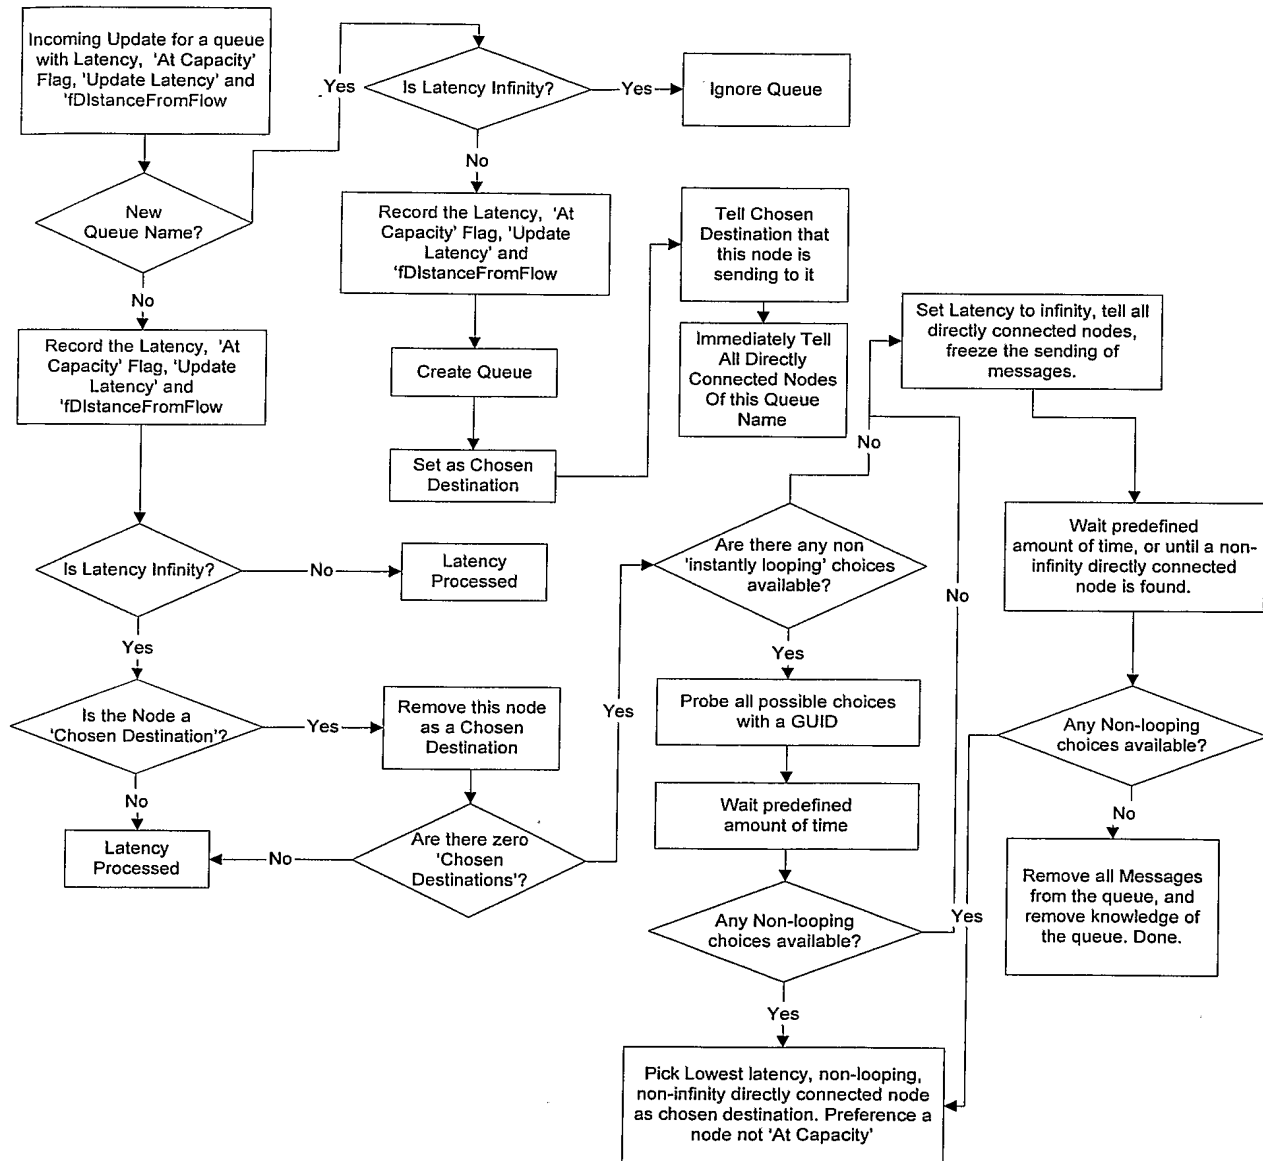 Incoming Update for a queue
with Latency, 'At Capacity'
Flag, 'Update Latency' and
'fDIstanceFromFlow
New
Queue Name?
Yes
Is Latency Infinity?
Yes
Ignore Queue
No
Record the Latency, 'At
Capacity' Flag, 'Update
Latency' and
'fDIstanceFromFlow
Create Queue
Set as Chosen
Destination
Tell Chosen
Destination that
this node is
sending to it
Immediately Tell
All Directly
Connected Nodes
Of this Queue
Name
No
Record the Latency, 'At
Capacity' Flag, 'Update
Latency' and
'fDIstanceFromFlow
Is Latency Infinity?
No
Latency
Processed
Yes
Is the Node a
'Chosen Destination'?
Yes
Remove this node
as a Chosen
Destination
No
Latency
Processed
No
Are there zero
'Chosen
Destinations'?
Yes
Are there any non
'instantly looping' choices
available?
No
Set Latency to infinity, tell all
directly connected nodes,
freeze the sending of
messages.
Yes
Probe all possible choices
with a GUID
Wait predefined
amount of time
Any Non-looping
choices available?
No
Yes
Pick Lowest latency, non-looping,
non-infinity directly connected node
as chosen destination. Preference a
node not 'At Capacity'
Wait predefined
amount of time, or until a non-
infinity directly connected
node is found.
Any Non-looping
choices available?
Yes
No
Remove all Messages
from the queue, and
remove knowledge of
the queue. Done.